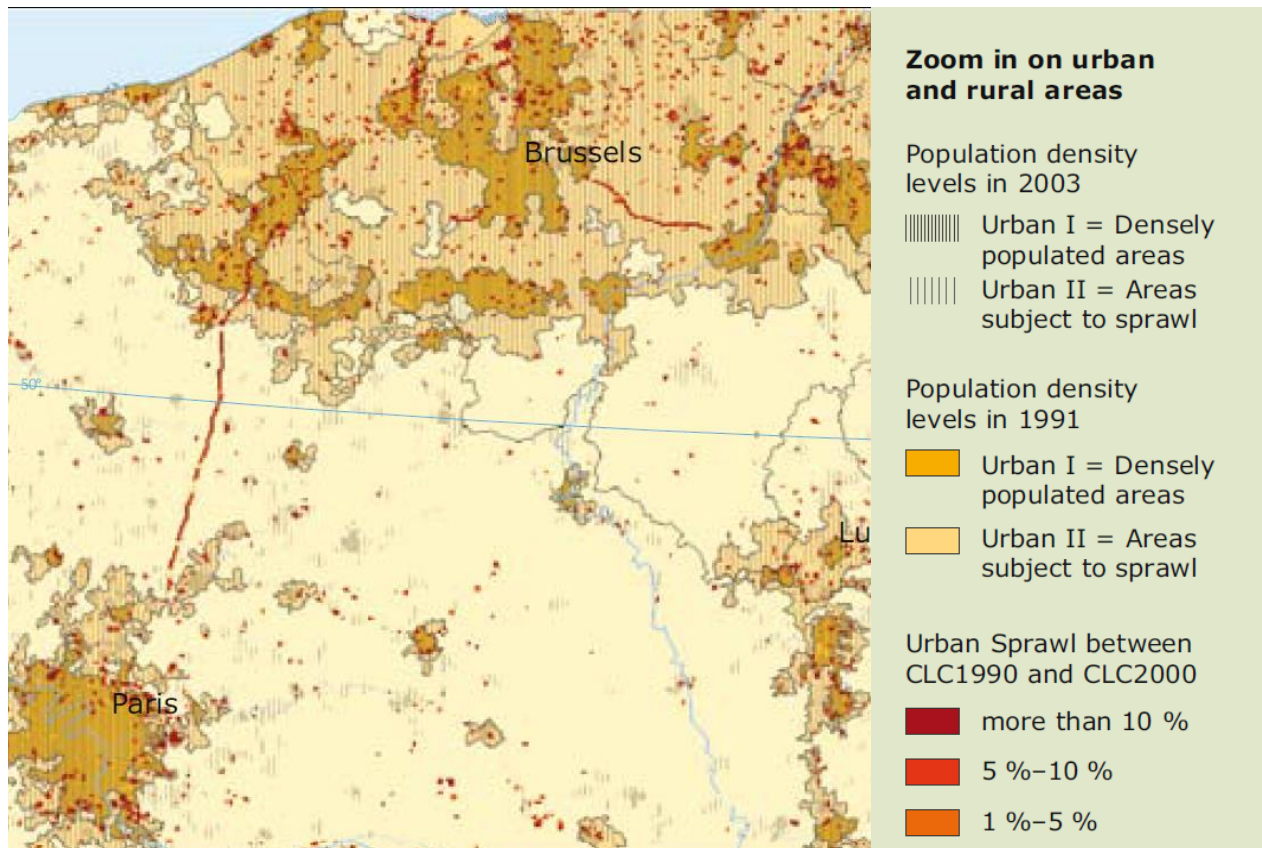 Brussels
50°
Lu
Paris
Zoom in on urban
and rural areas
Population density
levels in 2003
Urban I = Densely
populated areas
Urban II = Areas
subject to sprawl
Population density
levels in 1991
Urban I = Densely
populated areas
Urban II = Areas
subject to sprawl
Urban Sprawl between
CLC1990 and CLC2000
more than 10 %
5 %–10 %
1 %–5 %